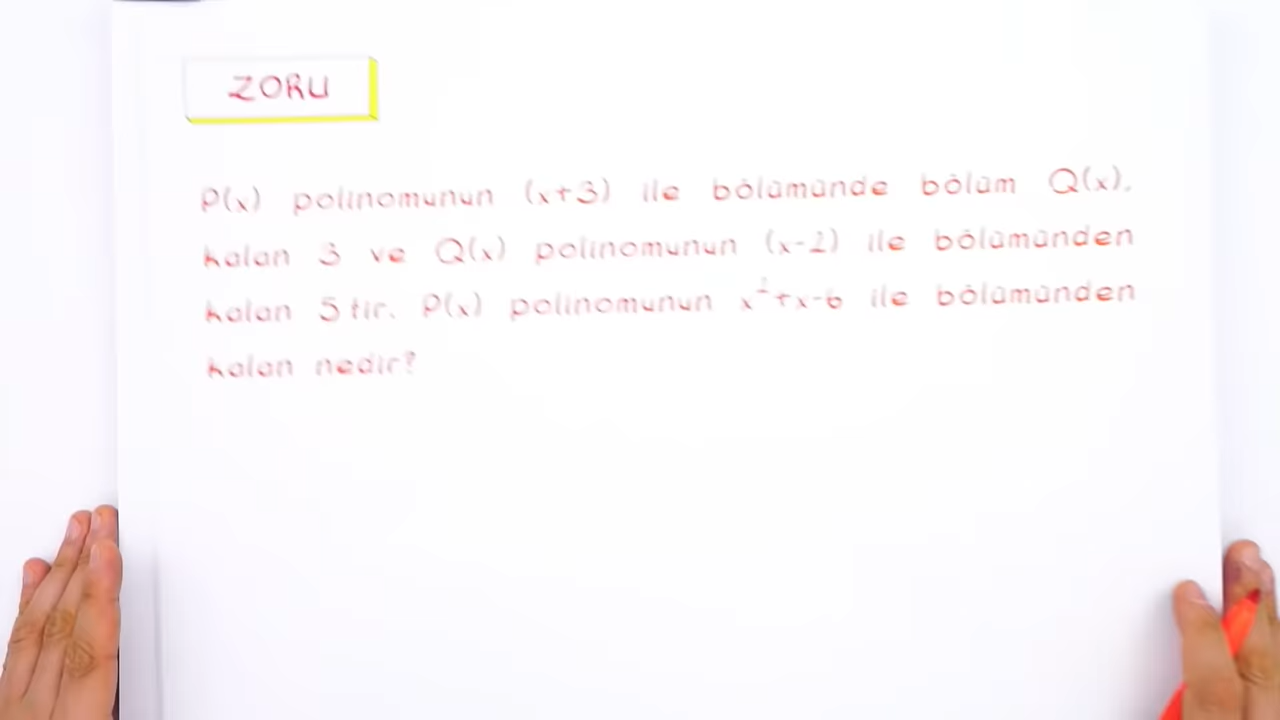 ZORU
P(x) polinomunun (x+3) ile bölümünde bölüm Q(x),
kalan 3 ve Q(x) polinomunun (x-2) ile bölümünden
kalan 5 tir. P(x) polinomunun x²+x-6 ile bölümünden
kalan nedir?